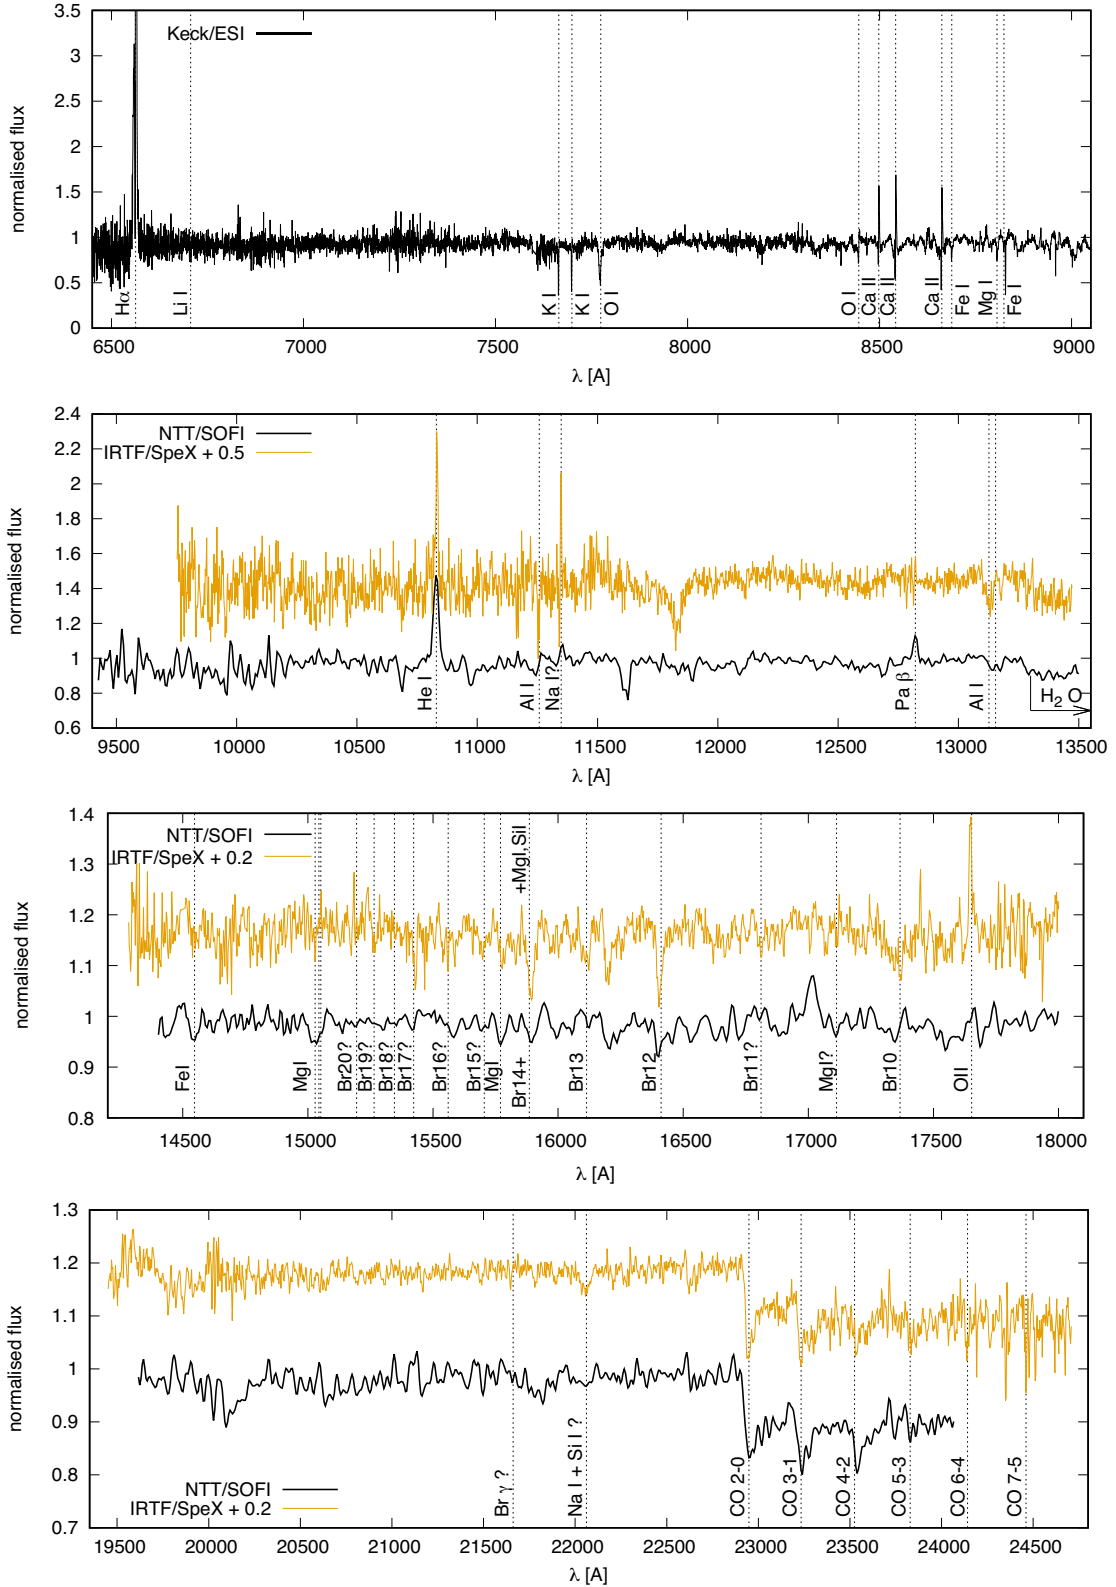 3.5
3
2.5
2
1.5
1
0.5
0
normalised flux
Keck/ESI
Hα
Li I
K I
K I
O I
O I
Ca II
Ca II
Ca II
Fe I
Mg I
Fe I
6500 7000 7500 8000 8500 9000
λ [A]
2.4
2.2
2
1.8
1.6
1.4
1.2
1
0.8
0.6
normalised flux
NTT/SOFI
IRTF/SpeX + 0.5
He I
Al I
Na I?
Pa β
Al I
H2 O
9500 10000 10500 11000 11500 12000 12500 13000 13500
λ [A]
1.4
1.3
1.2
1.1
1
0.9
0.8
normalised flux
NTT/SOFI
IRTF/SpeX + 0.2
+MgI,SiI
FeI
MgI
Br20?
Br19?
Br18?
Br17?
Br16?
Br15?
MgI
Br14+
Br13
Br12
Br11?
MgI?
Br10
OII
14500 15000 15500 16000 16500 17000 17500 18000
λ [A]
1.3
1.2
1.1
1
0.9
0.8
0.7
normalised flux
Br γ ?
Na I + Si I ?
CO 2-0
CO 3-1
CO 4-2
CO 5-3
CO 6-4
CO 7-5
NTT/SOFI
IRTF/SpeX + 0.2
19500 20000 20500 21000 21500 22000 22500 23000 23500 24000 24500
λ [A]